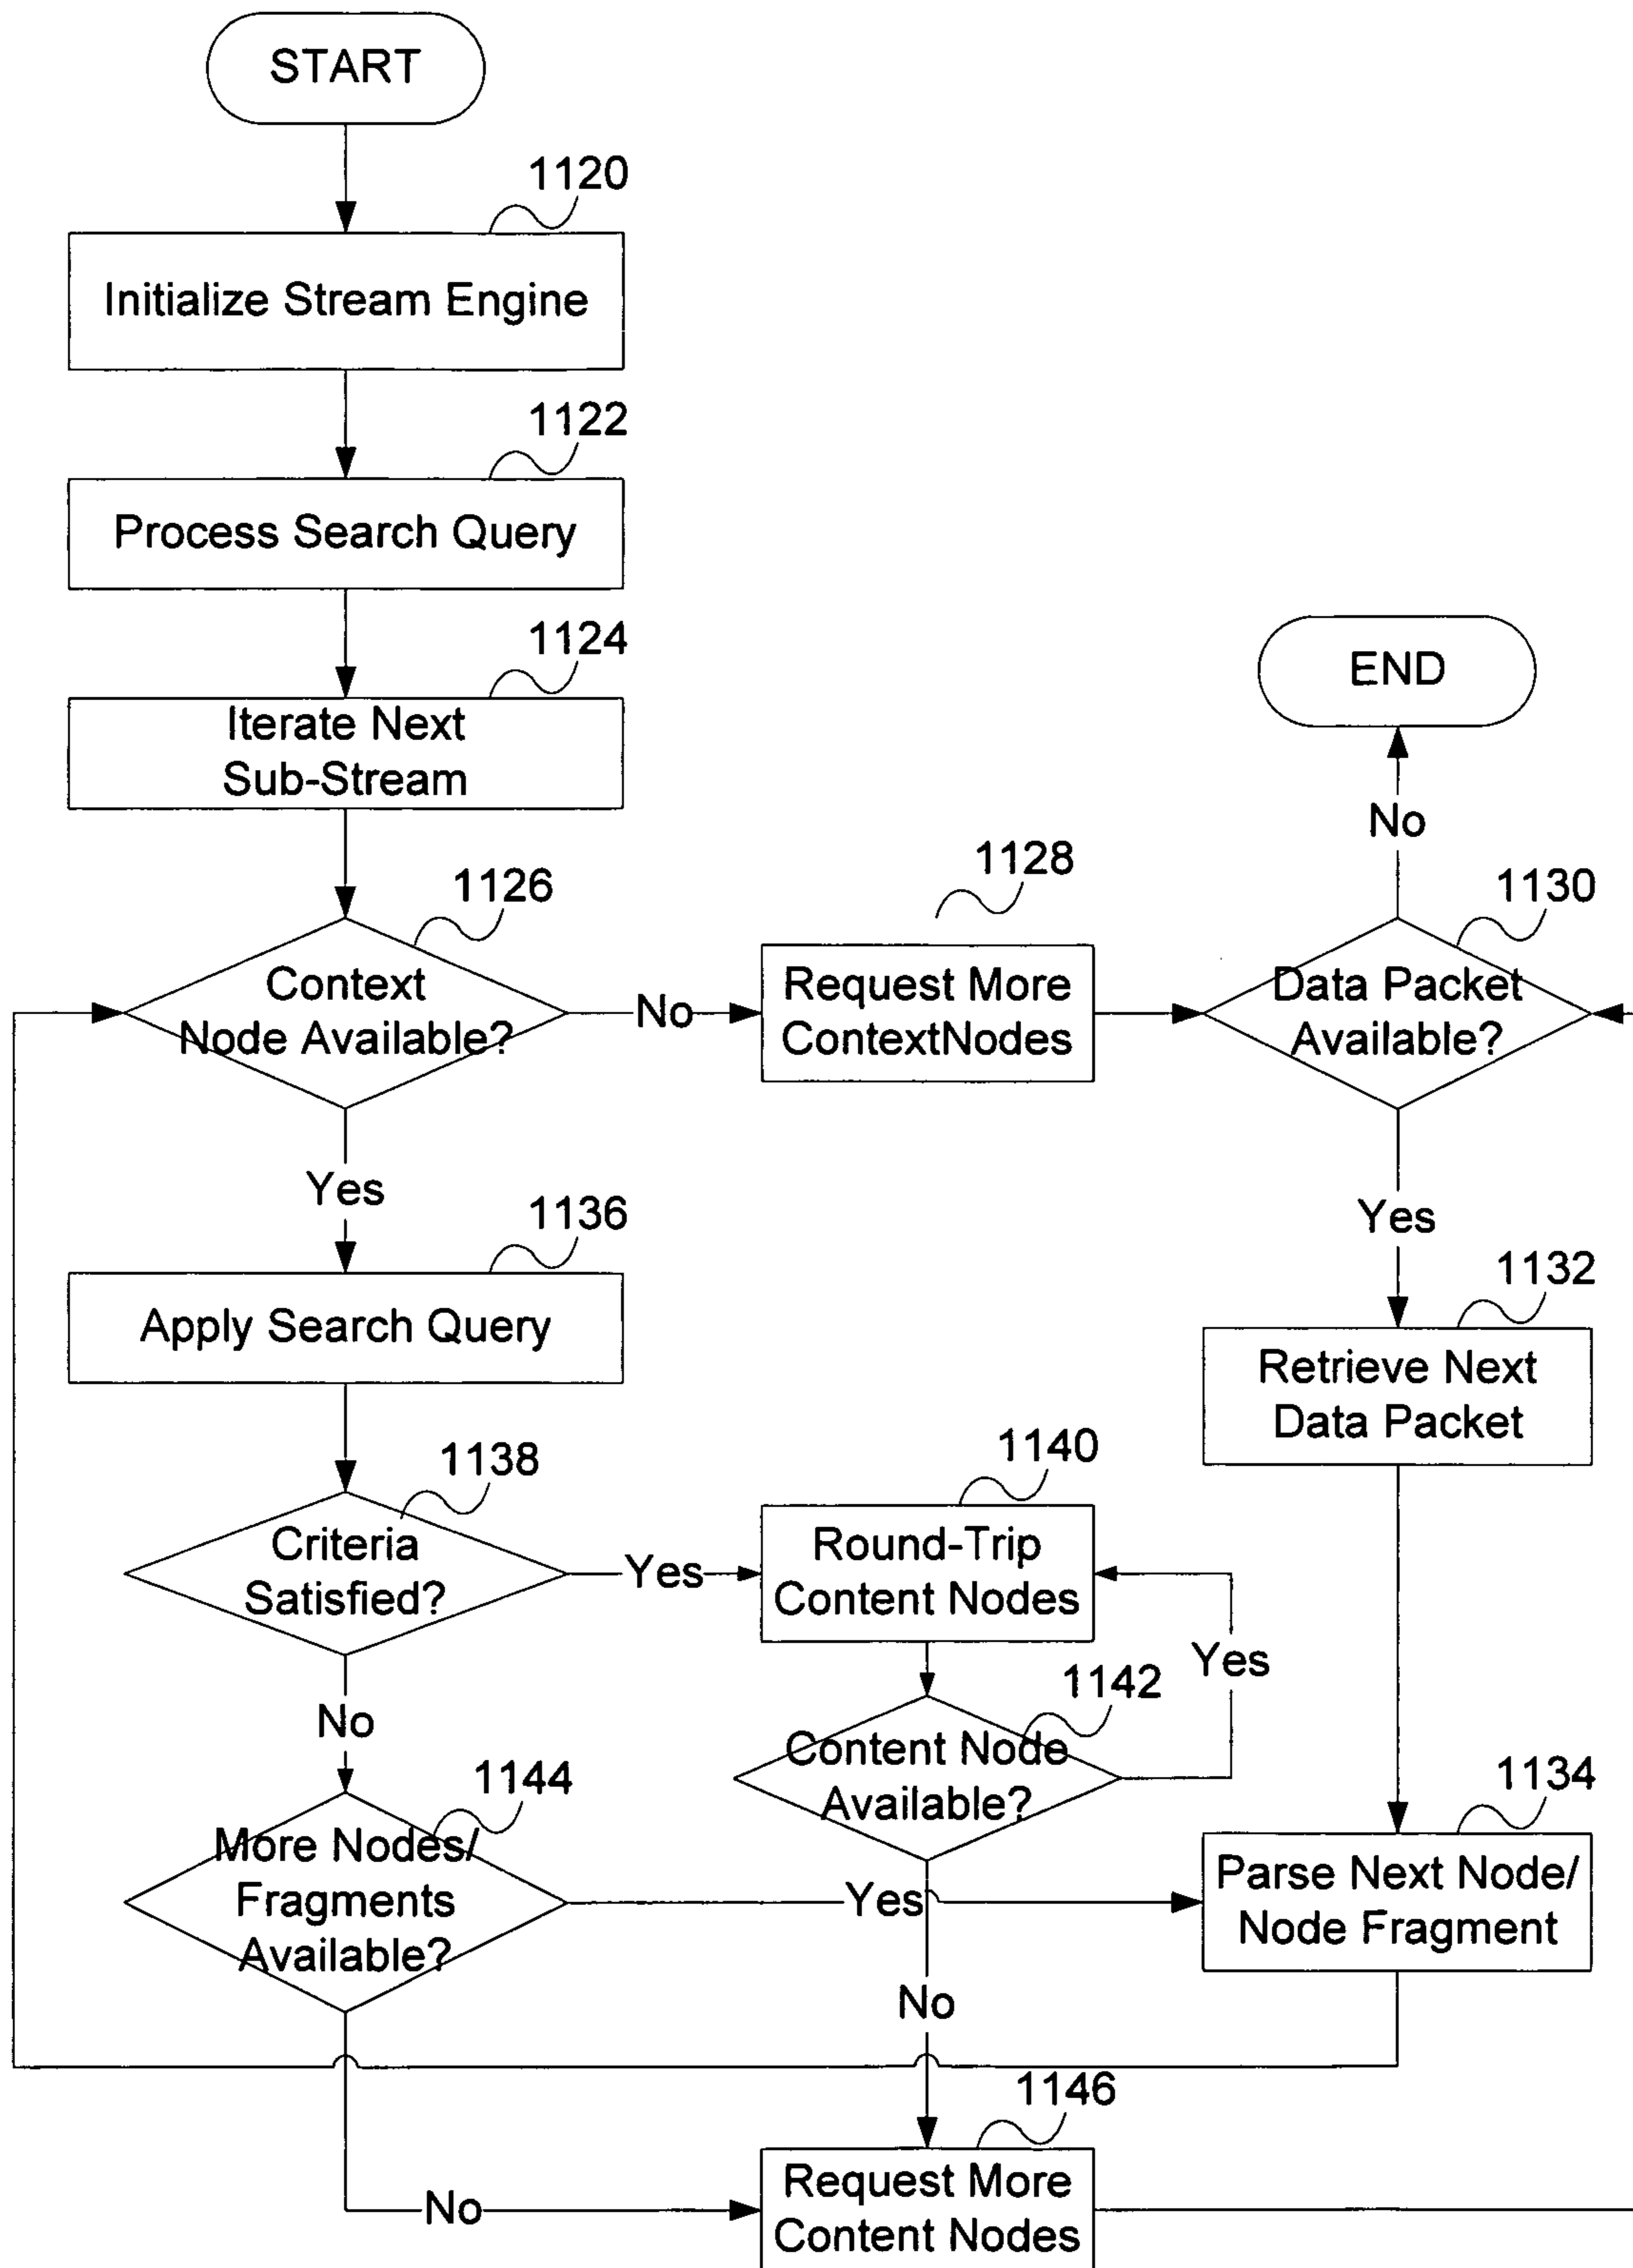 START
1120
Initialize Stream Engine
1122
Process Search Query
1124
Iterate Next
Sub-Stream
END
No
1126
1128
1130
Context
Node Available?
No
Request More
ContextNodes
Data Packet
Available?
Yes
Yes
1136
Apply Search Query
1132
Retrieve Next
Data Packet
1138
1140
Criteria
Satisfied?
Yes
Round-Trip
Content Nodes
Yes
No
1142
Content Node
Available?
1144
1134
More Nodes/
Fragments
Available?
Yes
Parse Next Node/
Node Fragment
No
1146
No
Request More
Content Nodes